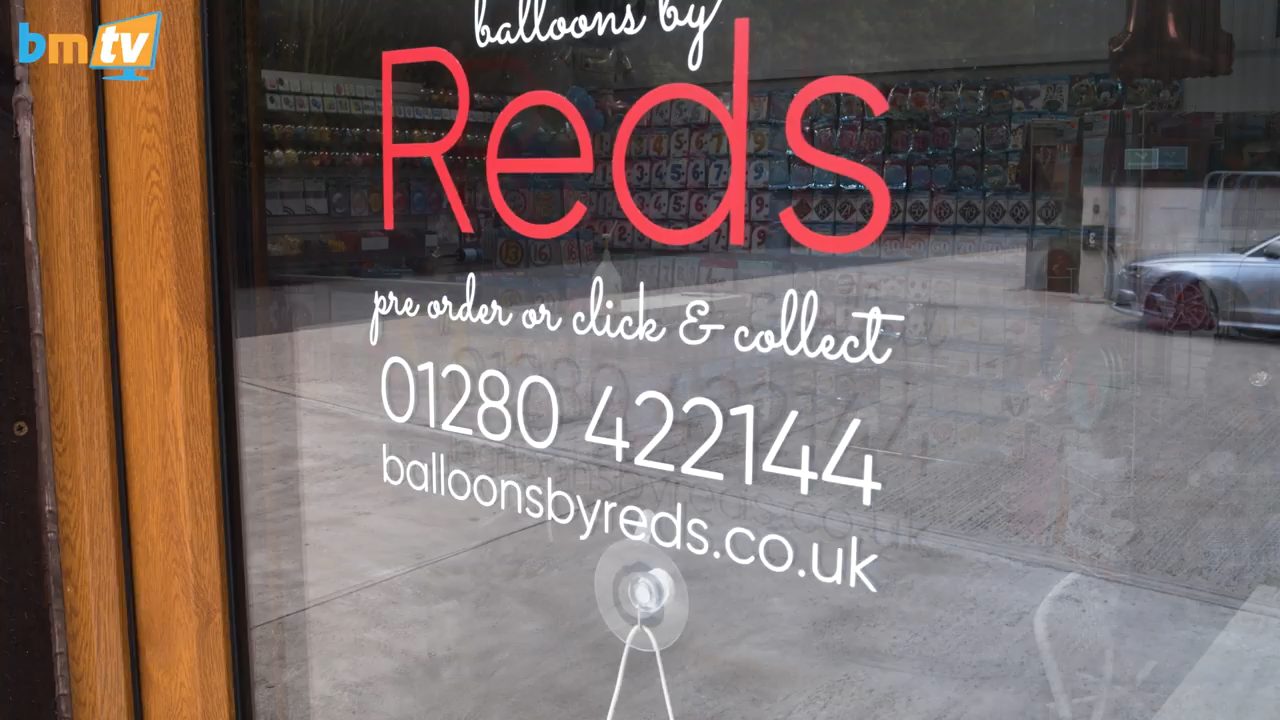 bmtv
balloons by
Reds
pre order or click & collect
01280 422144
balloonsbyreds.co.uk